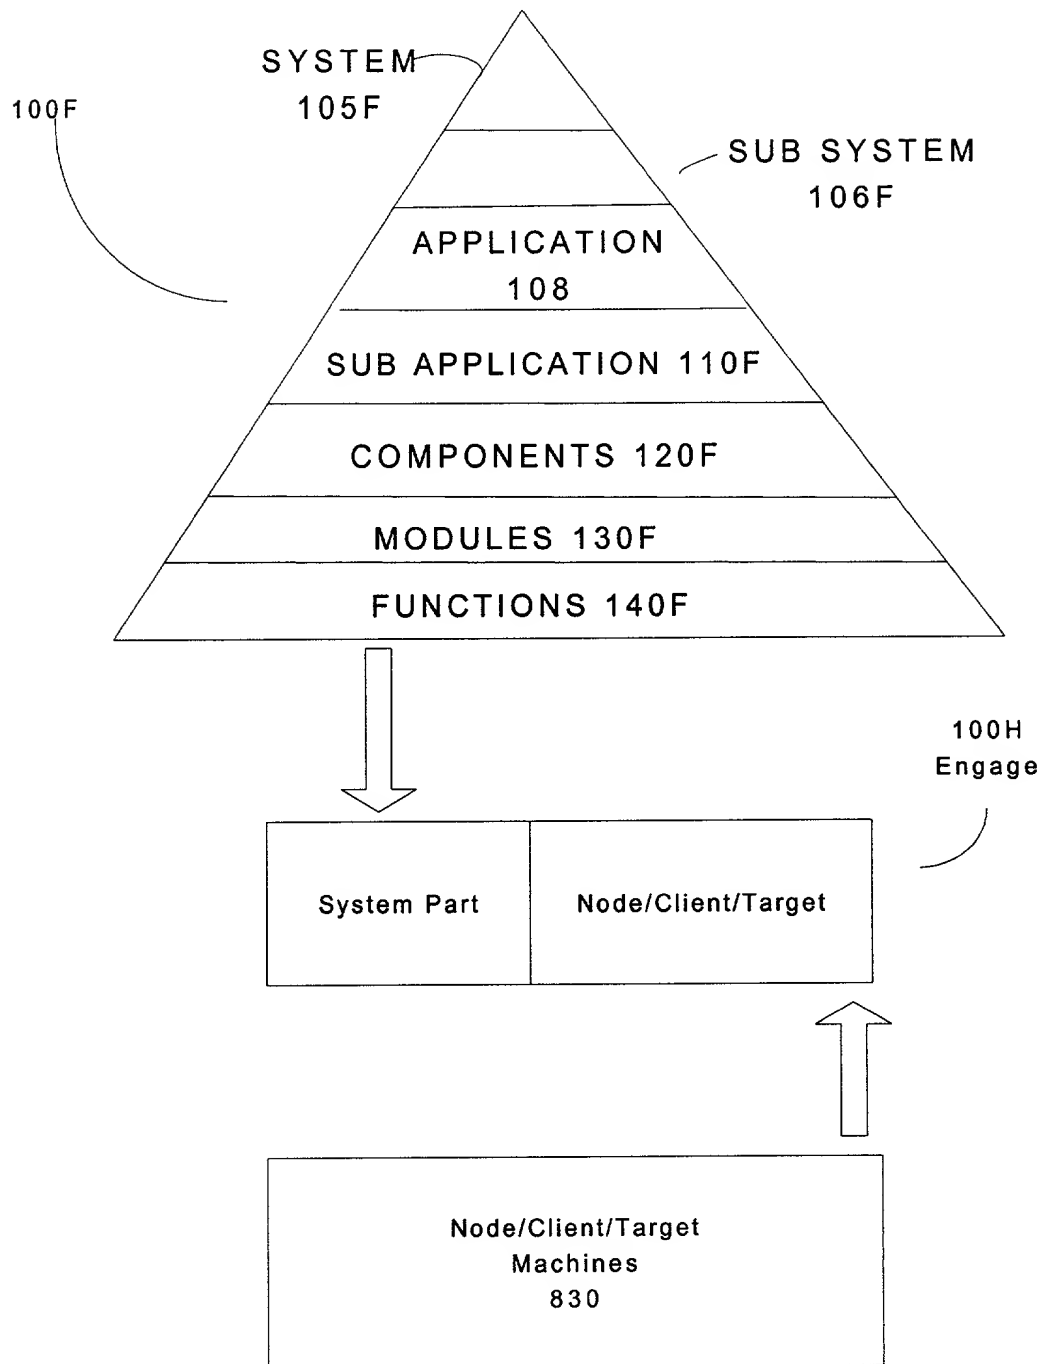 SYSTEM
105F
100F
SUB SYSTEM
106F
APPLICATION
108
SUB APPLICATION 110F
COMPONENTS 120F
MODULES 130F
FUNCTIONS 140F
100H
Engage
System Part
Node/Client/Target
Node/Client/Target
Machines
830